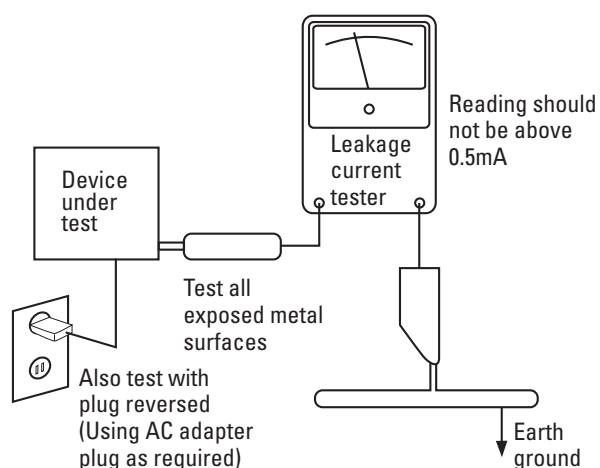 Device
under
test
Leakage
current
tester
Reading should
not be above
0.5mA
Test all
exposed metal
surfaces
Also test with
plug reversed
(Using AC adapter
plug as required)
Earth
ground